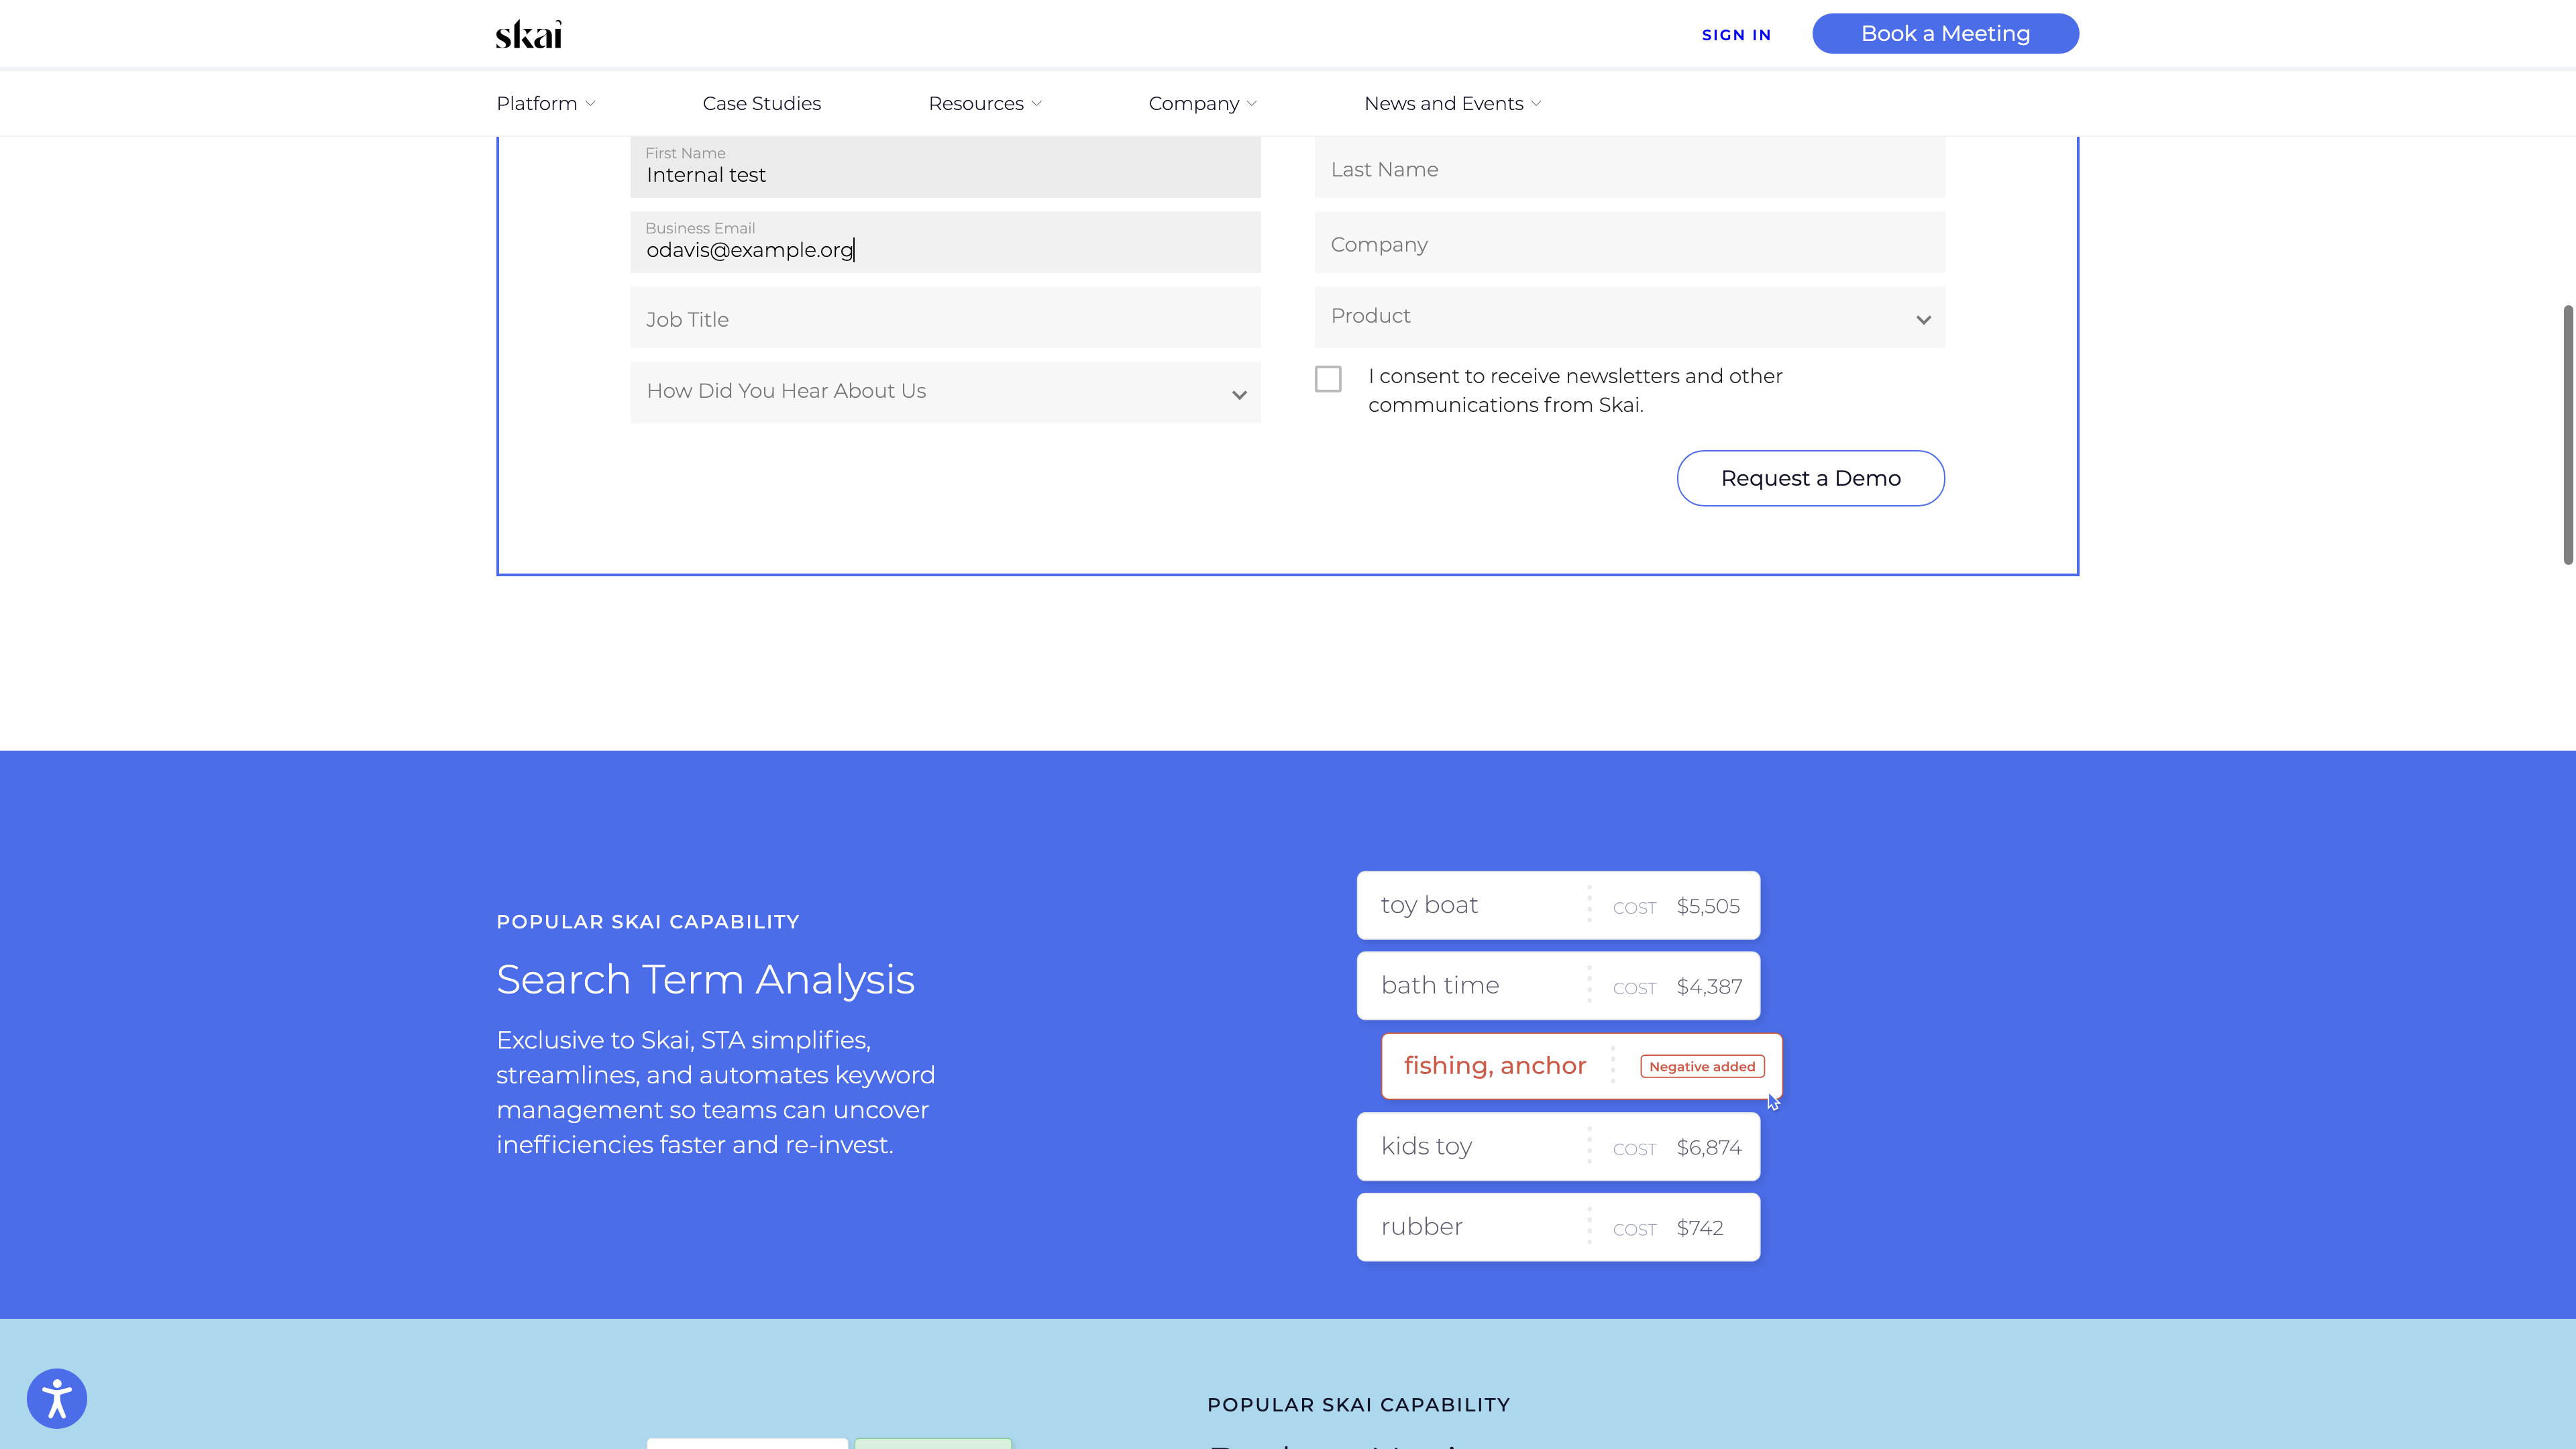 skai
SIGN IN
Book a Meeting
Platform
Case Studies
Resources
Company
News and Events
First Name
Internal test
Last Name
Business Email
odavis@example.org
Company
Job Title
Product
How Did You Hear About Us
I consent to receive newsletters and other
communications from Skai.
Request a Demo
POPULAR SKAI CAPABILITY
Search Term Analysis
Exclusive to Skai, STA simplifies,
streamlines, and automates keyword
management so teams can uncover
inefficiencies faster and re-invest.
toy boat COST $5,505
bath time COST $4,387
fishing, anchor Negative added
kids toy COST $6,874
rubber COST $742
POPULAR SKAI CAPABILITY